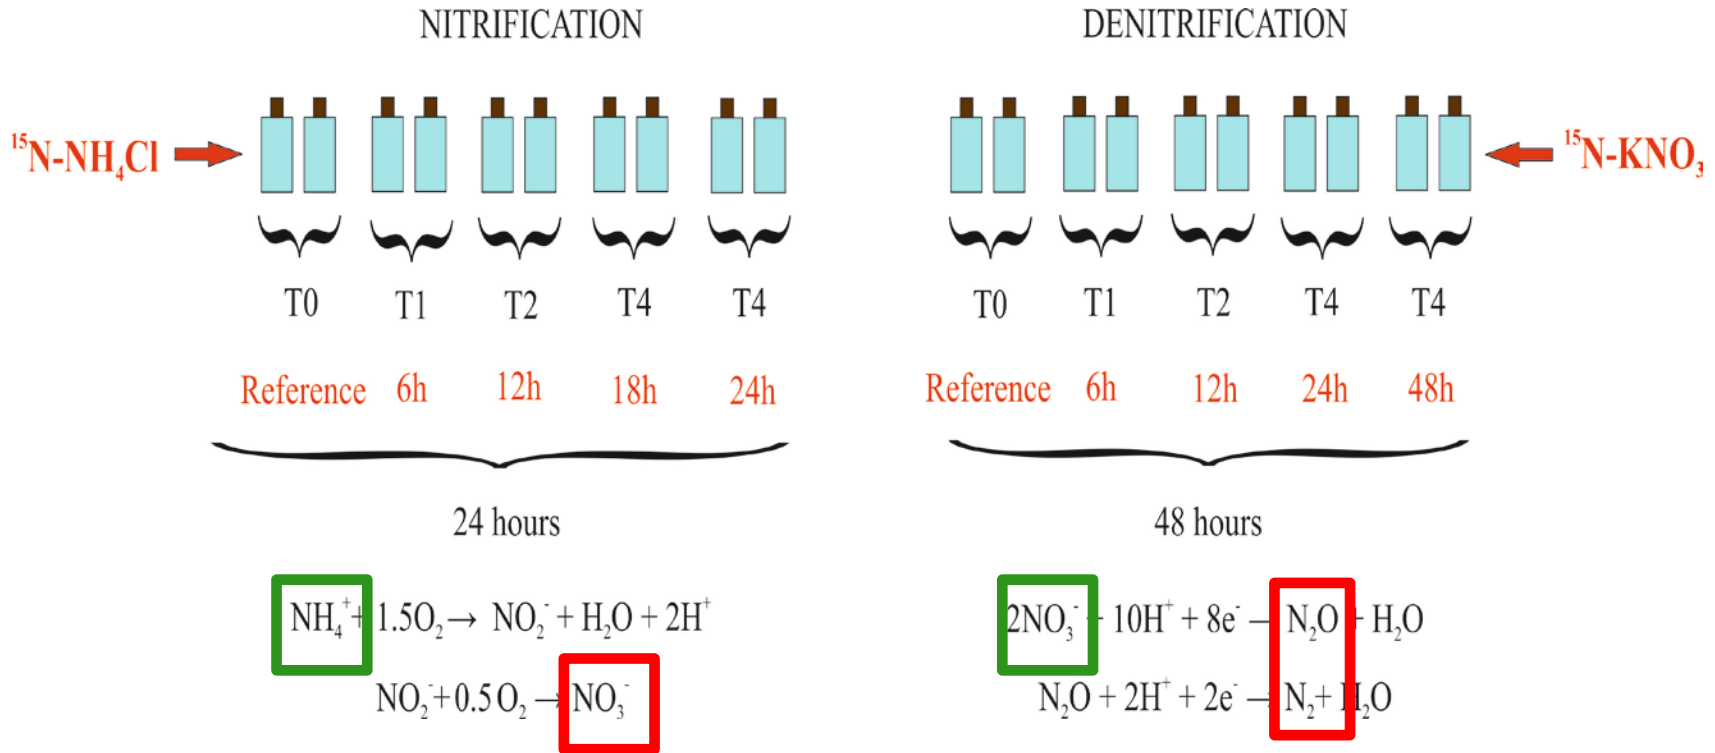 NITRIFICATION
¹⁵N-NH₄Cl
T0 T1 T2 T4 T4
Reference 6h 12h 18h 24h
24 hours
NH₄⁺+ 1.5O₂→ NO₂⁻ + H₂O + 2H⁺
NO₂⁻+0.5 O₂→ NO₃⁻
DENITRIFICATION
¹⁵N-KNO₃
T0 T1 T2 T4 T4
Reference 6h 12h 24h 48h
48 hours
2NO₃⁻ + 10H⁺ + 8e⁻ → N₂O + H₂O
N₂O + 2H⁺ + 2e⁻ → N₂+ H₂O